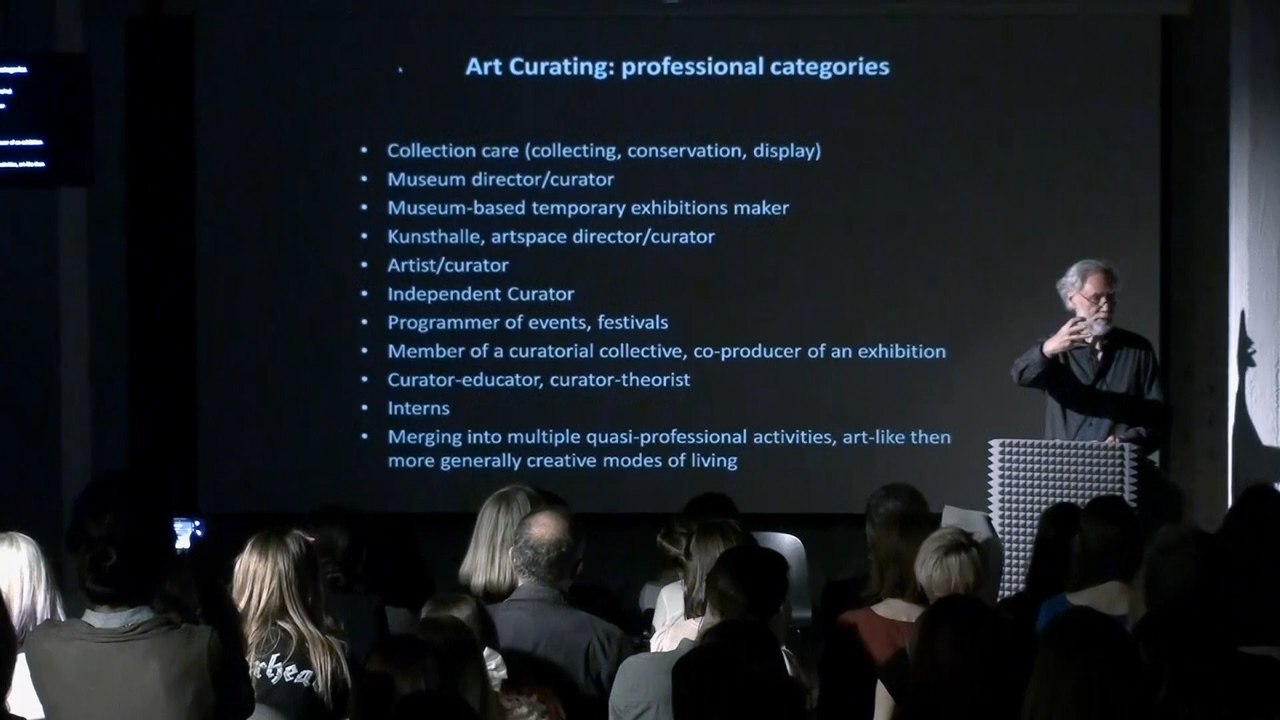 Art Curating: professional categories
• Collection care (collecting, conservation, display)
• Museum director/curator
• Museum-based temporary exhibitions maker
• Kunsthalle, artspace director/curator
• Artist/curator
• Independent Curator
• Programmer of events, festivals
• Member of a curatorial collective, co-producer of an exhibition
• Curator-educator, curator-theorist
• Interns
• Merging into multiple quasi-professional activities, art-like then
more generally creative modes of living